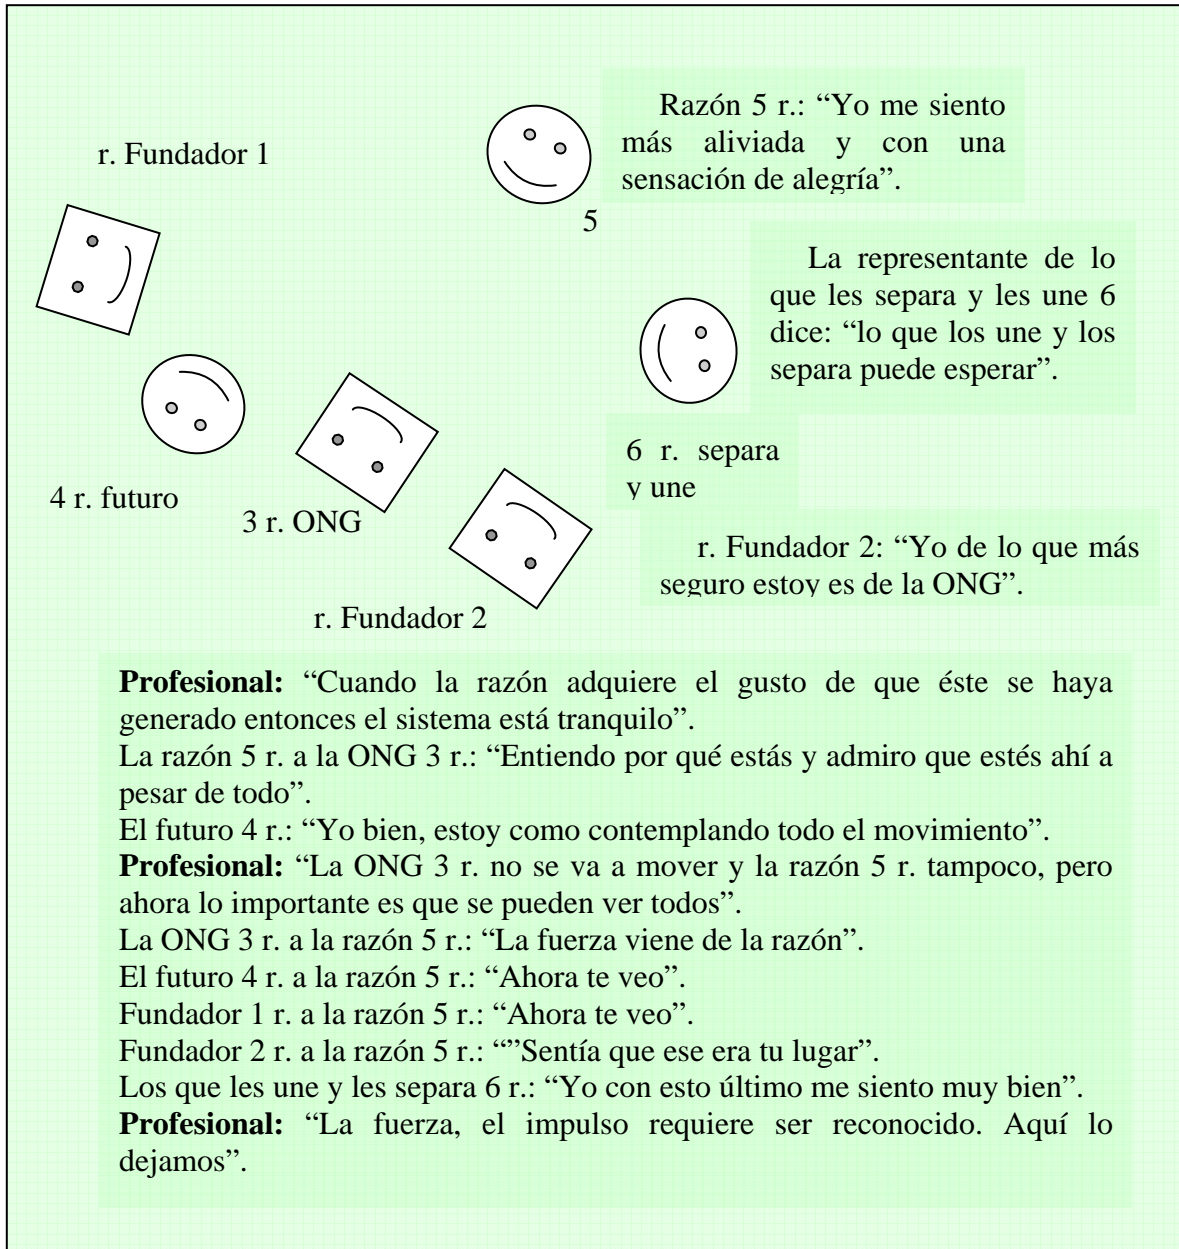 Razón 5 r.: “Yo me siento
más aliviada y con una
sensación de alegría”.
r. Fundador 1
5
La representante de lo
que les separa y les une 6
dice: “lo que los une y los
separa puede esperar”.
6 r. separa
y une
4 r. futuro
3 r. ONG
r. Fundador 2: “Yo de lo que más
seguro estoy es de la ONG”.
r. Fundador 2
Profesional: “Cuando la razón adquiere el gusto de que éste se haya
generado entonces el sistema está tranquilo”.
La razón 5 r. a la ONG 3 r.: “Entiendo por qué estás y admiro que estés ahí a
pesar de todo”.
El futuro 4 r.: “Yo bien, estoy como contemplando todo el movimiento”.
Profesional: “La ONG 3 r. no se va a mover y la razón 5 r. tampoco, pero
ahora lo importante es que se pueden ver todos”.
La ONG 3 r. a la razón 5 r.: “La fuerza viene de la razón”.
El futuro 4 r. a la razón 5 r.: “Ahora te veo”.
Fundador 1 r. a la razón 5 r.: “Ahora te veo”.
Fundador 2 r. a la razón 5 r.: “”Sentía que ese era tu lugar”.
Los que les une y les separa 6 r.: “Yo con esto último me siento muy bien”.
Profesional: “La fuerza, el impulso requiere ser reconocido. Aquí lo
dejamos”.